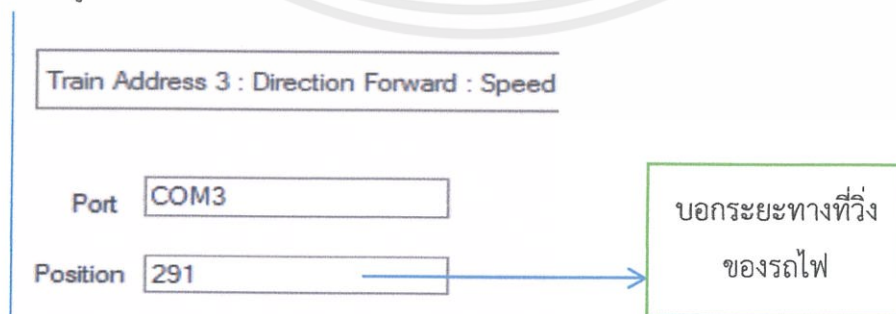 Train Address 3 : Direction Forward : Speed
Port COM3
Position 291
บอกระยะทางที่วิ่ง
ของรถไฟ